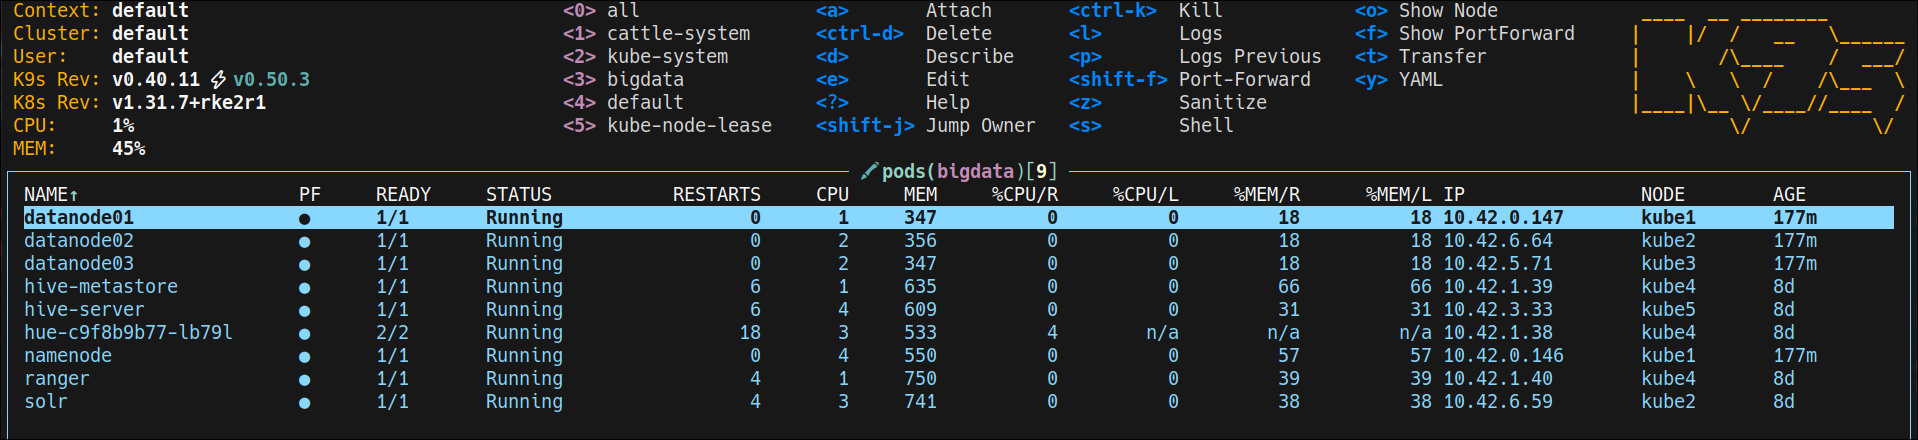 Context: default <0> all <a> Attach <ctrl-k> Kill <o> Show Node
Cluster: default <1> cattle-system <ctrl-d> Delete <l> Logs <f> Show PortForward
User: default <2> kube-system <d> Describe <p> Logs Previous <t> Transfer
K9s Rev: v0.40.11 ⚡ v0.50.3 <3> bigdata <e> Edit <shift-f> Port-Forward <y> YAML
K8s Rev: v1.31.7+rke2r1 <4> default <?> Help <z> Sanitize
CPU: 1% <5> kube-node-lease <shift-j> Jump Owner <s> Shell
MEM: 45%
pods(bigdata)[9]
NAME↑ PF READY STATUS RESTARTS CPU MEM %CPU/R %CPU/L %MEM/R %MEM/L IP NODE AGE
datanode01 ● 1/1 Running 0 1 347 0 0 18 18 10.42.0.147 kube1 177m
datanode02 ● 1/1 Running 0 2 356 0 0 18 18 10.42.6.64 kube2 177m
datanode03 ● 1/1 Running 0 2 347 0 0 18 18 10.42.5.71 kube3 177m
hive-metastore ● 1/1 Running 6 1 635 0 0 66 66 10.42.1.39 kube4 8d
hive-server ● 1/1 Running 6 4 609 0 0 31 31 10.42.3.33 kube5 8d
hue-c9f8b9b77-lb79l ● 2/2 Running 18 3 533 4 n/a n/a n/a 10.42.1.38 kube4 8d
namenode ● 1/1 Running 0 4 550 0 0 57 57 10.42.0.146 kube1 177m
ranger ● 1/1 Running 4 1 750 0 0 39 39 10.42.1.40 kube4 8d
solr ● 1/1 Running 4 3 741 0 0 38 38 10.42.6.59 kube2 8d